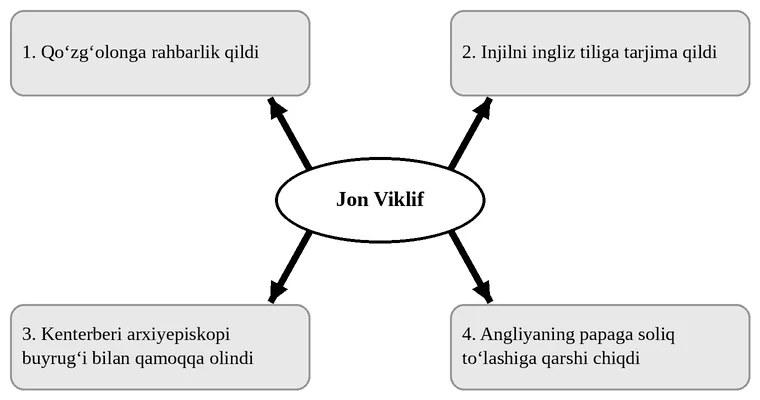 1. Qo‘zg‘olonga rahbarlik qildi
2. Injilni ingliz tiliga tarjima qildi
Jon Viklif
3. Kenterberi arxiyepiskopi
buyrug‘i bilan qamoqqa olindi
4. Angliyaning papaga soliq
to‘lashiga qarshi chiqdi